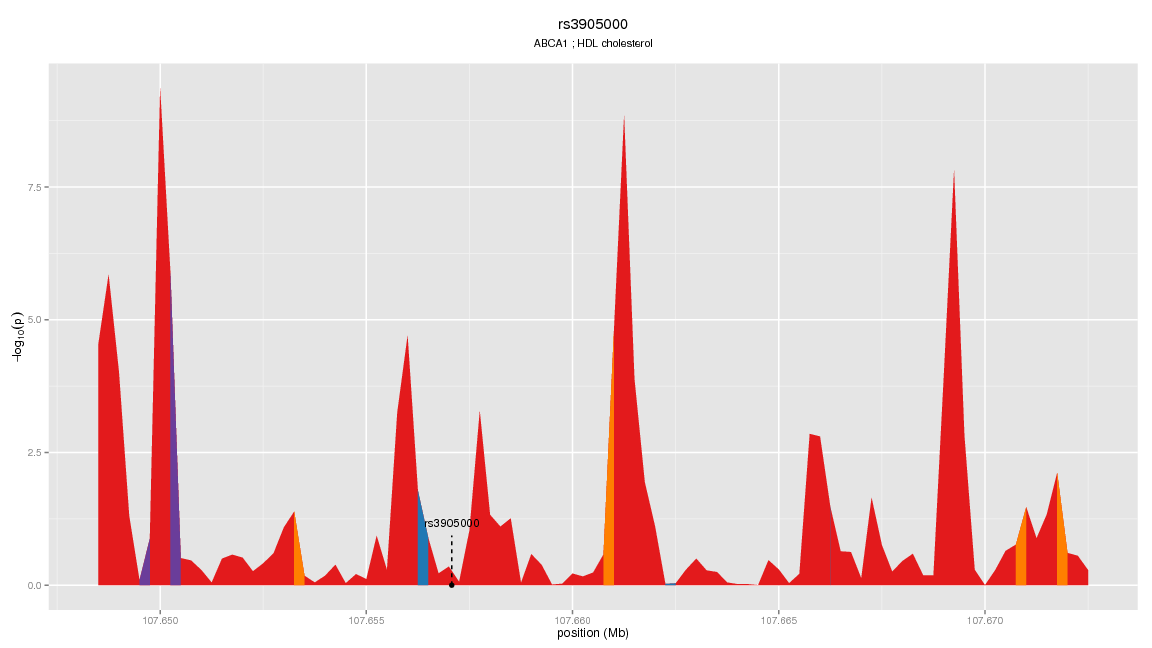 rs3905000
ABCA1 ; HDL cholesterol
7.5
5.0
2.5
0.0
−log10(p)
rs3905000
107.650
107.655
107.660
107.665
107.670
position (Mb)